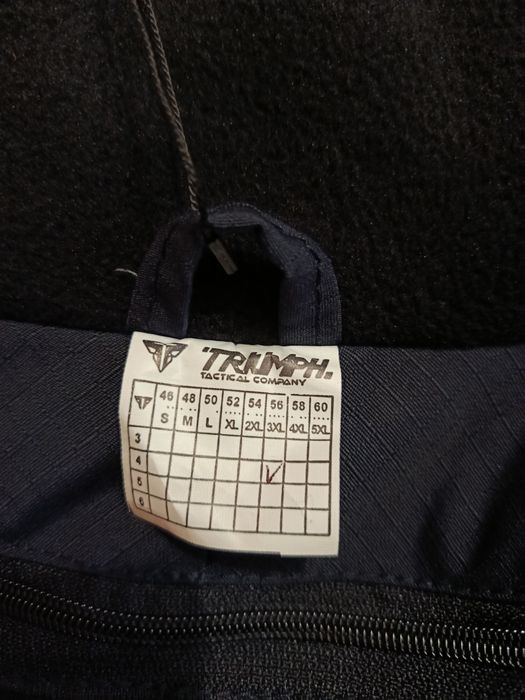 TRIUMPH.
TACTICAL COMPANY
46 48 50 52 54 56 58 60
S M L XL 2XL 3XL 4XL 5XL
3
4
5
6